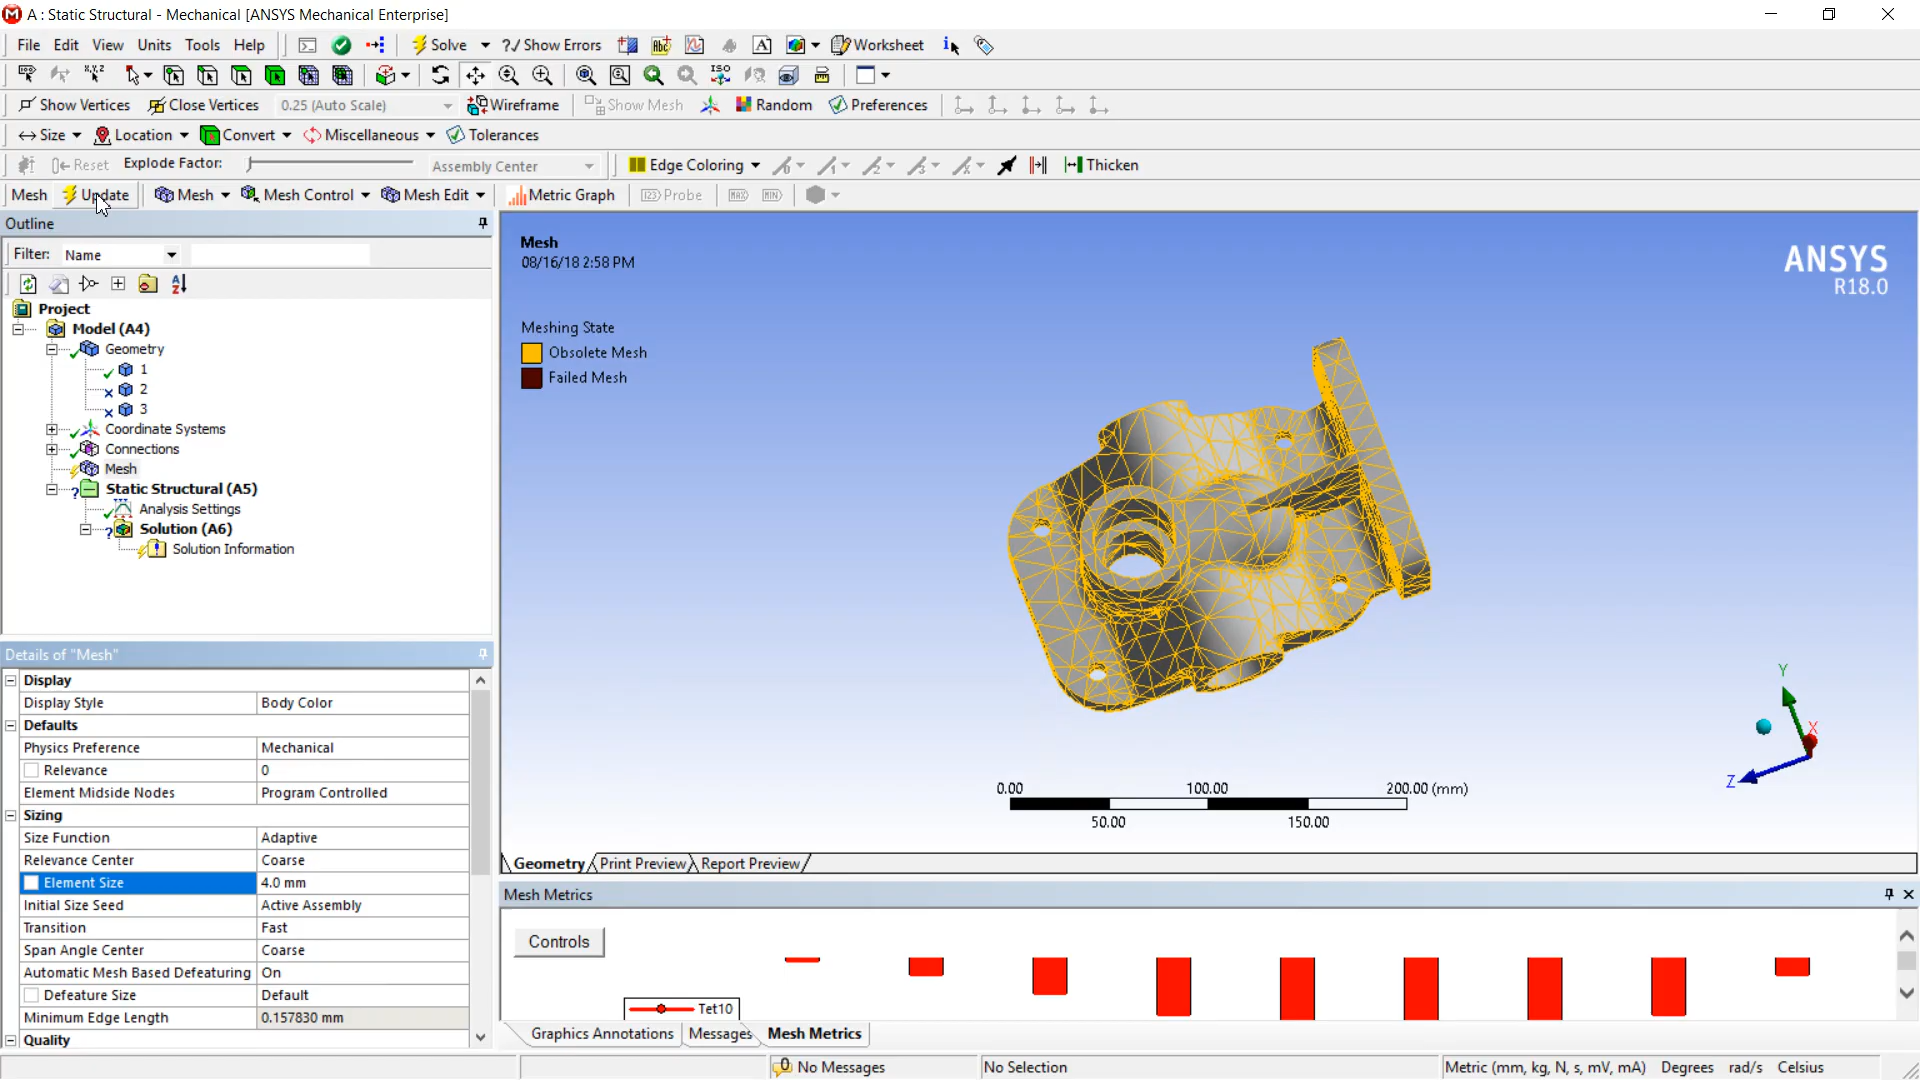 A : Static Structural - Mechanical [ANSYS Mechanical Enterprise]
File Edit View Units Tools Help Solve ?/ Show Errors Worksheet
Show Vertices Close Vertices 0.25 (Auto Scale) Wireframe Show Mesh Random Preferences
Size Location Convert Miscellaneous Tolerances
Reset Explode Factor: Assembly Center Edge Coloring Thicken
Mesh Update Mesh Mesh Control Mesh Edit Metric Graph Probe MAX MIN
Outline
Filter: Name
Project
Model (A4)
Geometry
1
2
3
Coordinate Systems
Connections
Mesh
Static Structural (A5)
Analysis Settings
Solution (A6)
Solution Information
Details of "Mesh"
Display
Display Style Body Color
Defaults
Physics Preference Mechanical
Relevance 0
Element Midside Nodes Program Controlled
Sizing
Size Function Adaptive
Relevance Center Coarse
Element Size 4.0 mm
Initial Size Seed Active Assembly
Transition Fast
Span Angle Center Coarse
Automatic Mesh Based Defeaturing On
Defeature Size Default
Minimum Edge Length 0.157830 mm
Quality
Mesh
08/16/18 2:58 PM
Meshing State
Obsolete Mesh
Failed Mesh
ANSYS
R18.0
Y
X
Z
0.00 100.00 200.00 (mm)
50.00 150.00
Geometry Print Preview Report Preview
Mesh Metrics
Controls
Tet10
Graphics Annotations Messages Mesh Metrics
No Messages No Selection Metric (mm, kg, N, s, mV, mA) Degrees rad/s Celsius